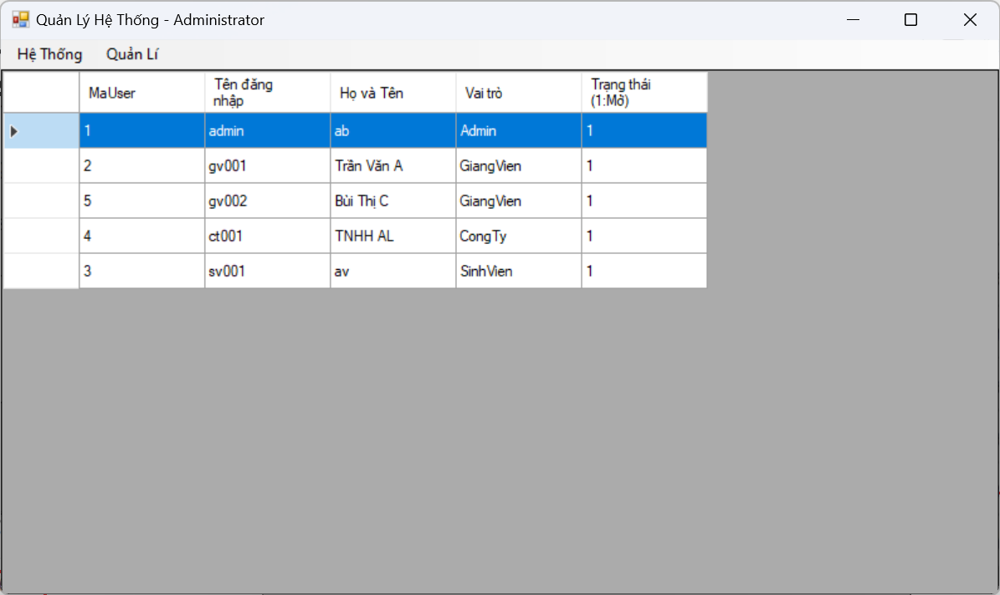 Quản Lý Hệ Thống - Administrator
Hệ Thống Quản Lí
MaUser Tên đăng nhập Họ và Tên Vai trò Trạng thái (1:Mở)
1 admin ab Admin 1
2 gv001 Trần Văn A GiangVien 1
5 gv002 Bùi Thị C GiangVien 1
4 ct001 TNHH AL CongTy 1
3 sv001 av SinhVien 1